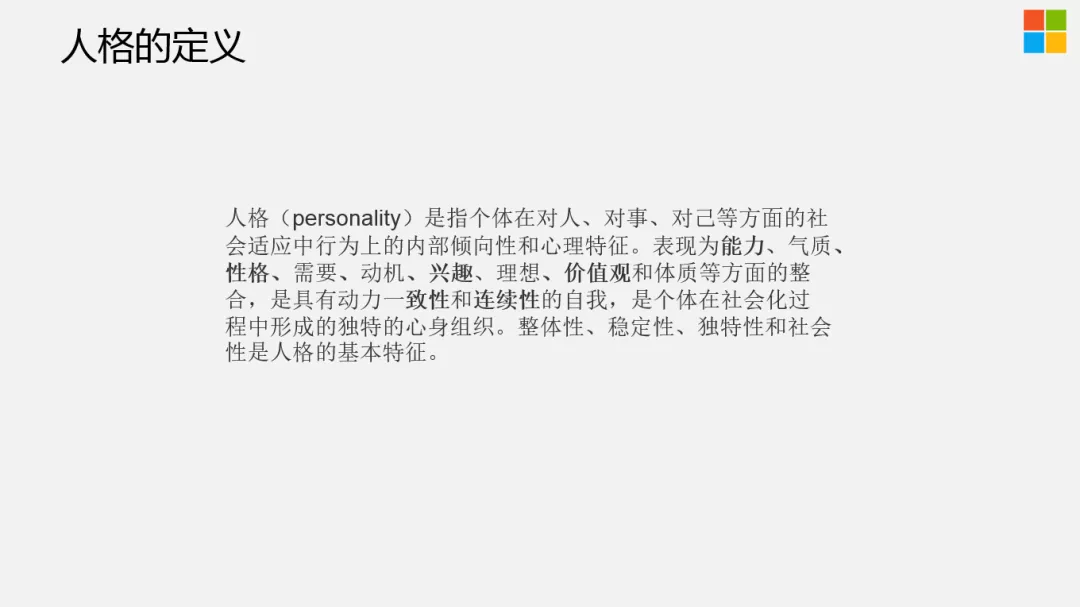 人格的定义
人格（personality）是指个体在对人、对事、对己等方面的社
会适应中行为上的内部倾向性和心理特征。表现为能力、气质、
性格、需要、动机、兴趣、理想、价值观和体质等方面的整
合，是具有动力一致性和连续性的自我，是个体在社会化过
程中形成的独特的心身组织。整体性、稳定性、独特性和社会
性是人格的基本特征。